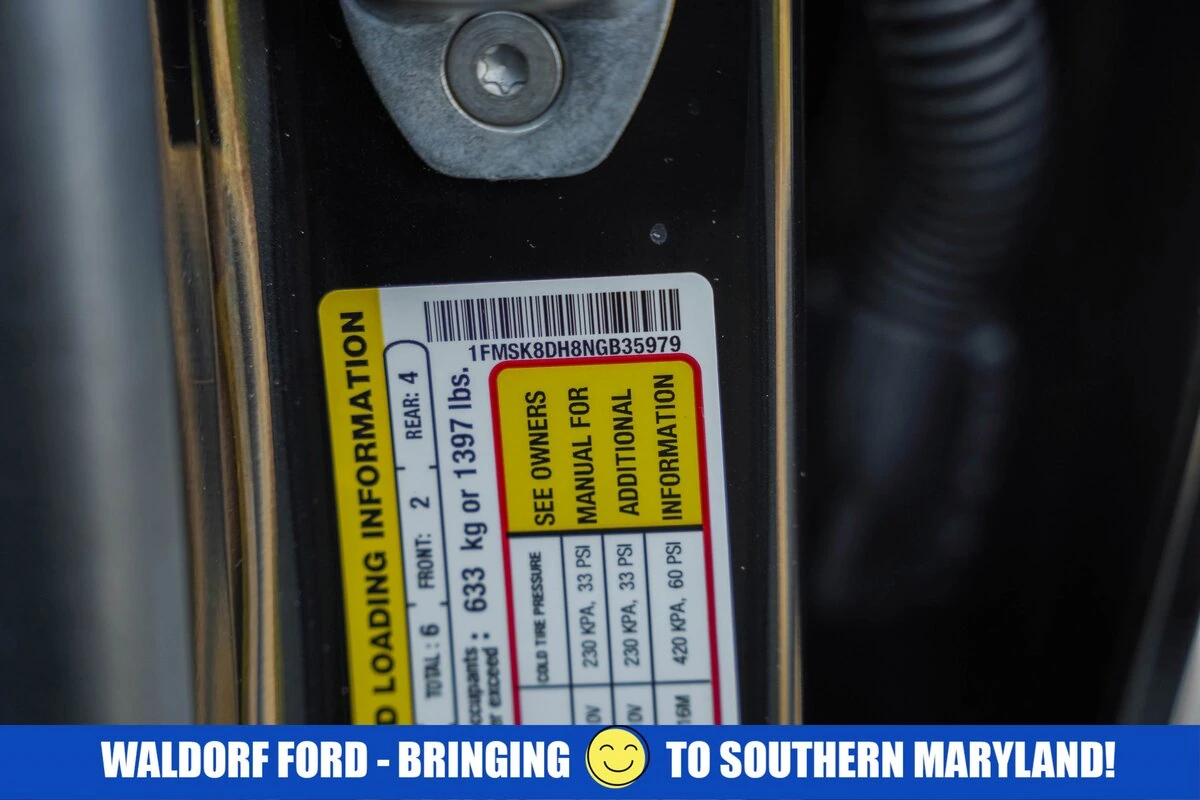 1FMSK8DH8NGB35979
LOADING INFORMATION
TOTAL: 6 FRONT: 2 REAR: 4
633 kg or 1397 lbs.
SEE OWNERS
MANUAL FOR
ADDITIONAL
INFORMATION
COLD TIRE PRESSURE
230 KPA, 33 PSI
230 KPA, 33 PSI
420 KPA, 60 PSI
WALDORF FORD - BRINGING TO SOUTHERN MARYLAND!